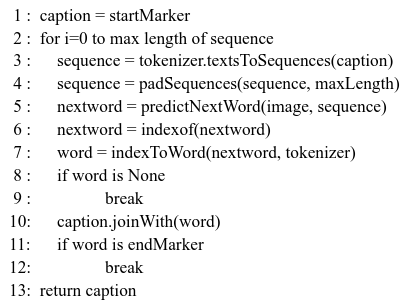 1 : caption = startMarker
2 : for i=0 to max length of sequence
3 : sequence = tokenizer.textsToSequences(caption)
4 : sequence = padSequences(sequence, maxLength)
5 : nextword = predictNextWord(image, sequence)
6 : nextword = indexof(nextword)
7 : word = indexToWord(nextword, tokenizer)
8 : if word is None
9 : break
10: caption.joinWith(word)
11: if word is endMarker
12: break
13: return caption